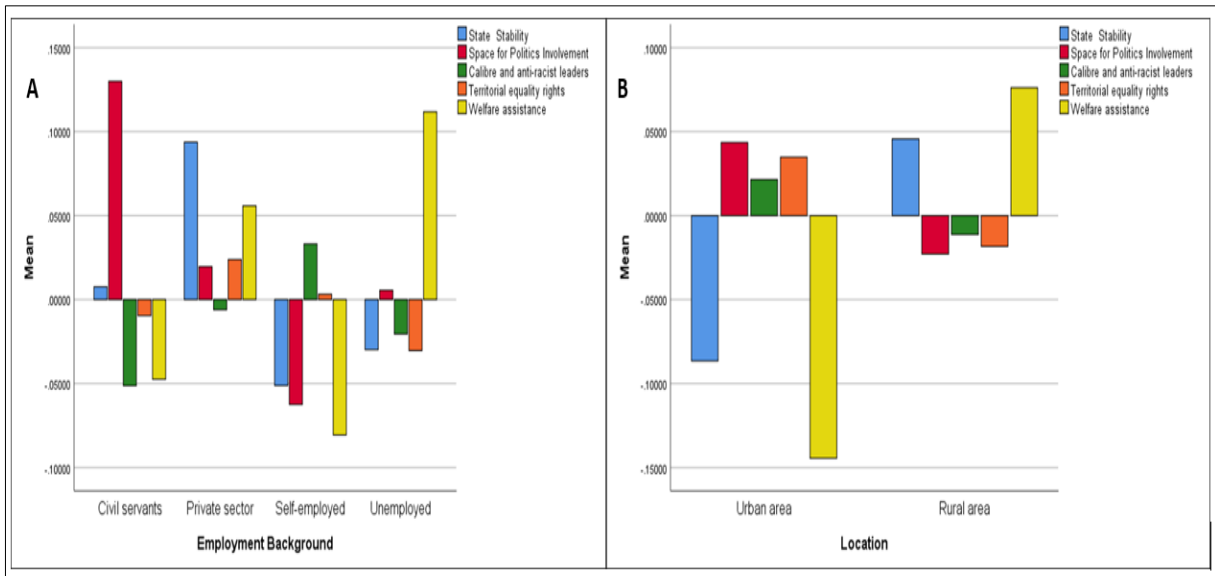 A
State Stability
Space for Politics Involvement
Calibre and anti-racist leaders
Territorial equality rights
Welfare assistance
.15000
.10000
.05000
.00000
-.05000
-.10000
Mean
Civil servants
Private sector
Self-employed
Unemployed
Employment Background
B
State Stability
Space for Politics Involvement
Calibre and anti-racist leaders
Territorial equality rights
Welfare assistance
.10000
.05000
.00000
-.05000
-.10000
-.15000
Mean
Urban area
Rural area
Location